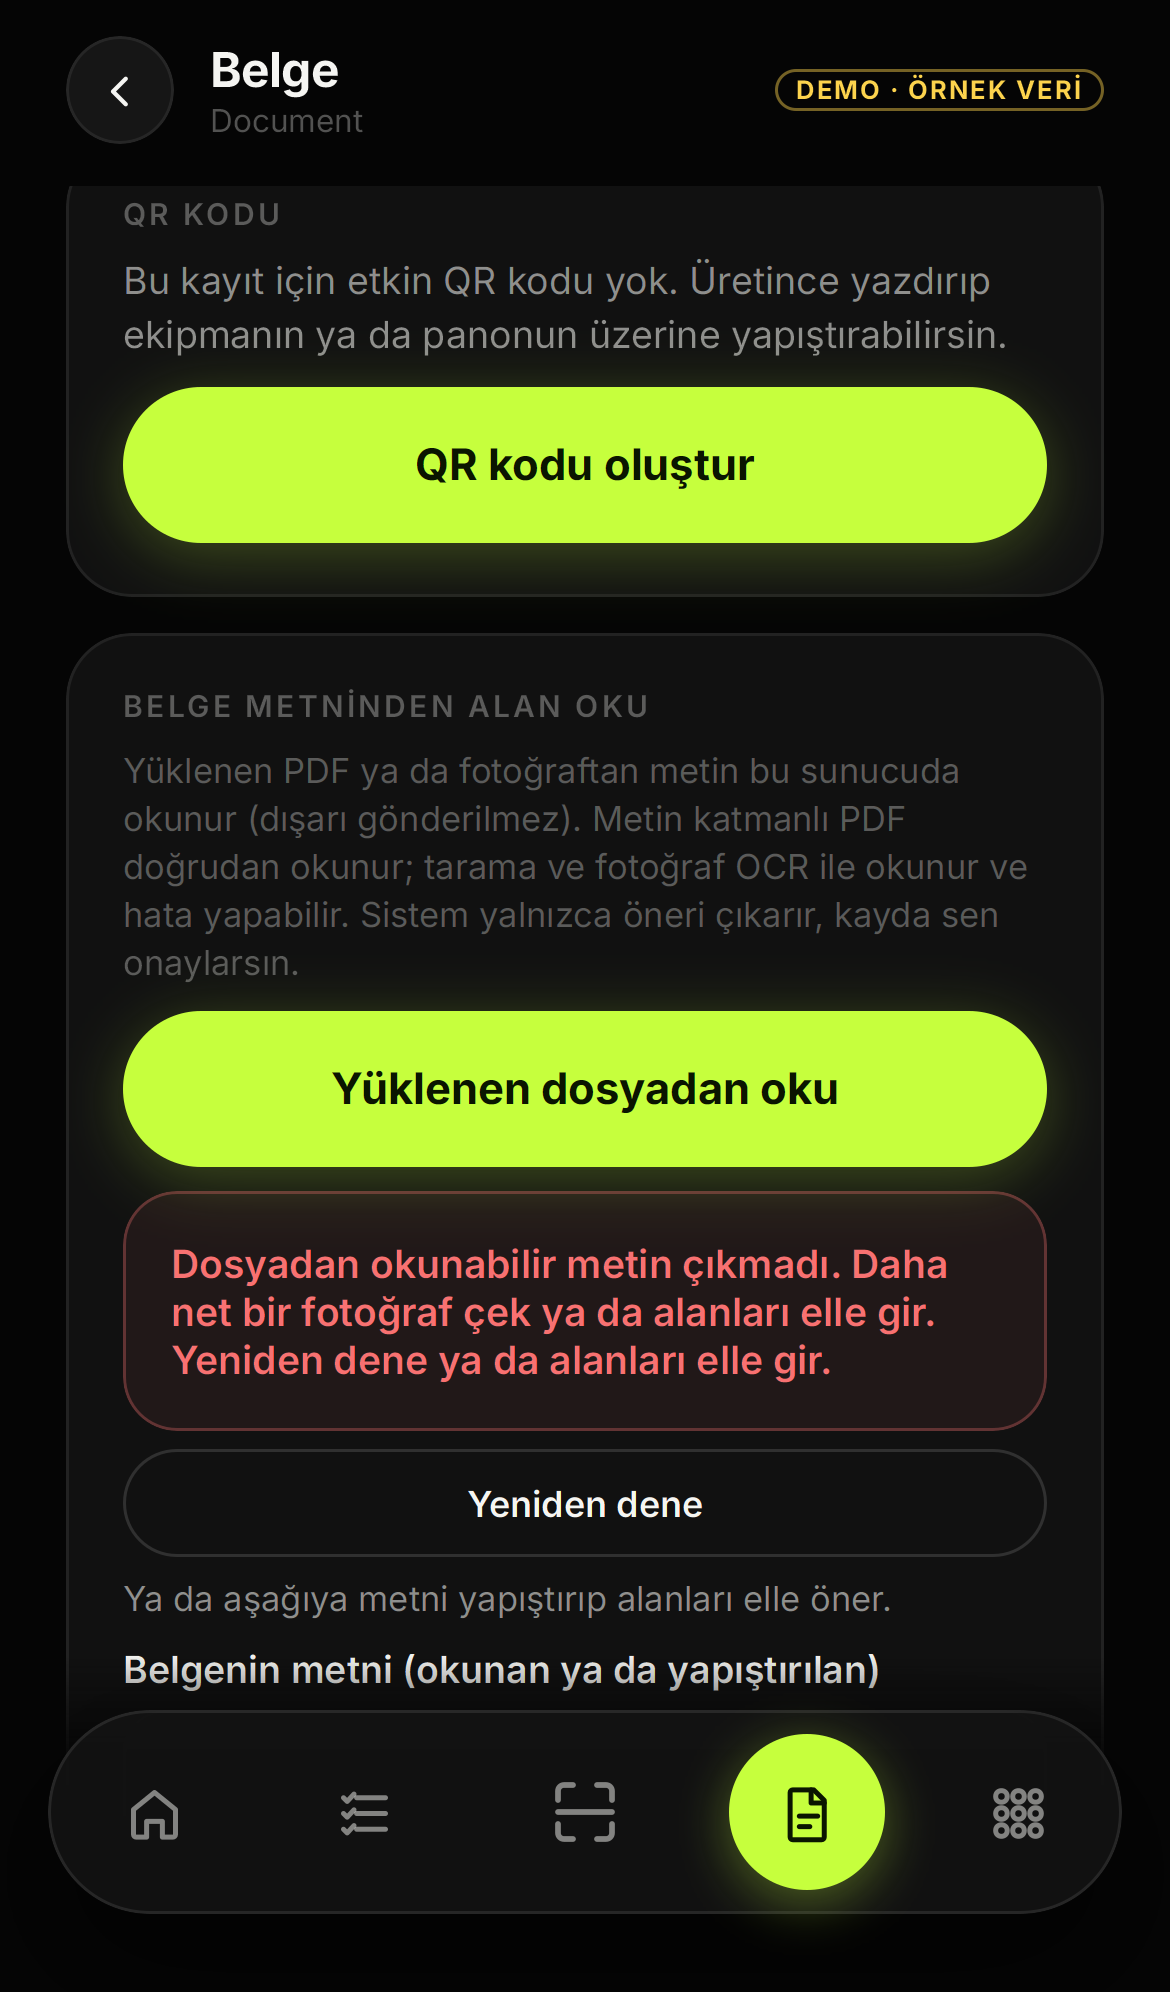 Belge
Document
DEMO · ÖRNEK VERİ
QR KODU
Bu kayıt için etkin QR kodu yok. Üretince yazdırıp
ekipmanın ya da panonun üzerine yapıştırabilirsin.
QR kodu oluştur
BELGE METNİNDEN ALAN OKU
Yüklenen PDF ya da fotoğraftan metin bu sunucuda
okunur (dışarı gönderilmez). Metin katmanlı PDF
doğrudan okunur; tarama ve fotoğraf OCR ile okunur ve
hata yapabilir. Sistem yalnızca öneri çıkarır, kayda sen
onaylarsın.
Yüklenen dosyadan oku
Dosyadan okunabilir metin çıkmadı. Daha
net bir fotoğraf çek ya da alanları elle gir.
Yeniden dene ya da alanları elle gir.
Yeniden dene
Ya da aşağıya metni yapıştırıp alanları elle öner.
Belgenin metni (okunan ya da yapıştırılan)